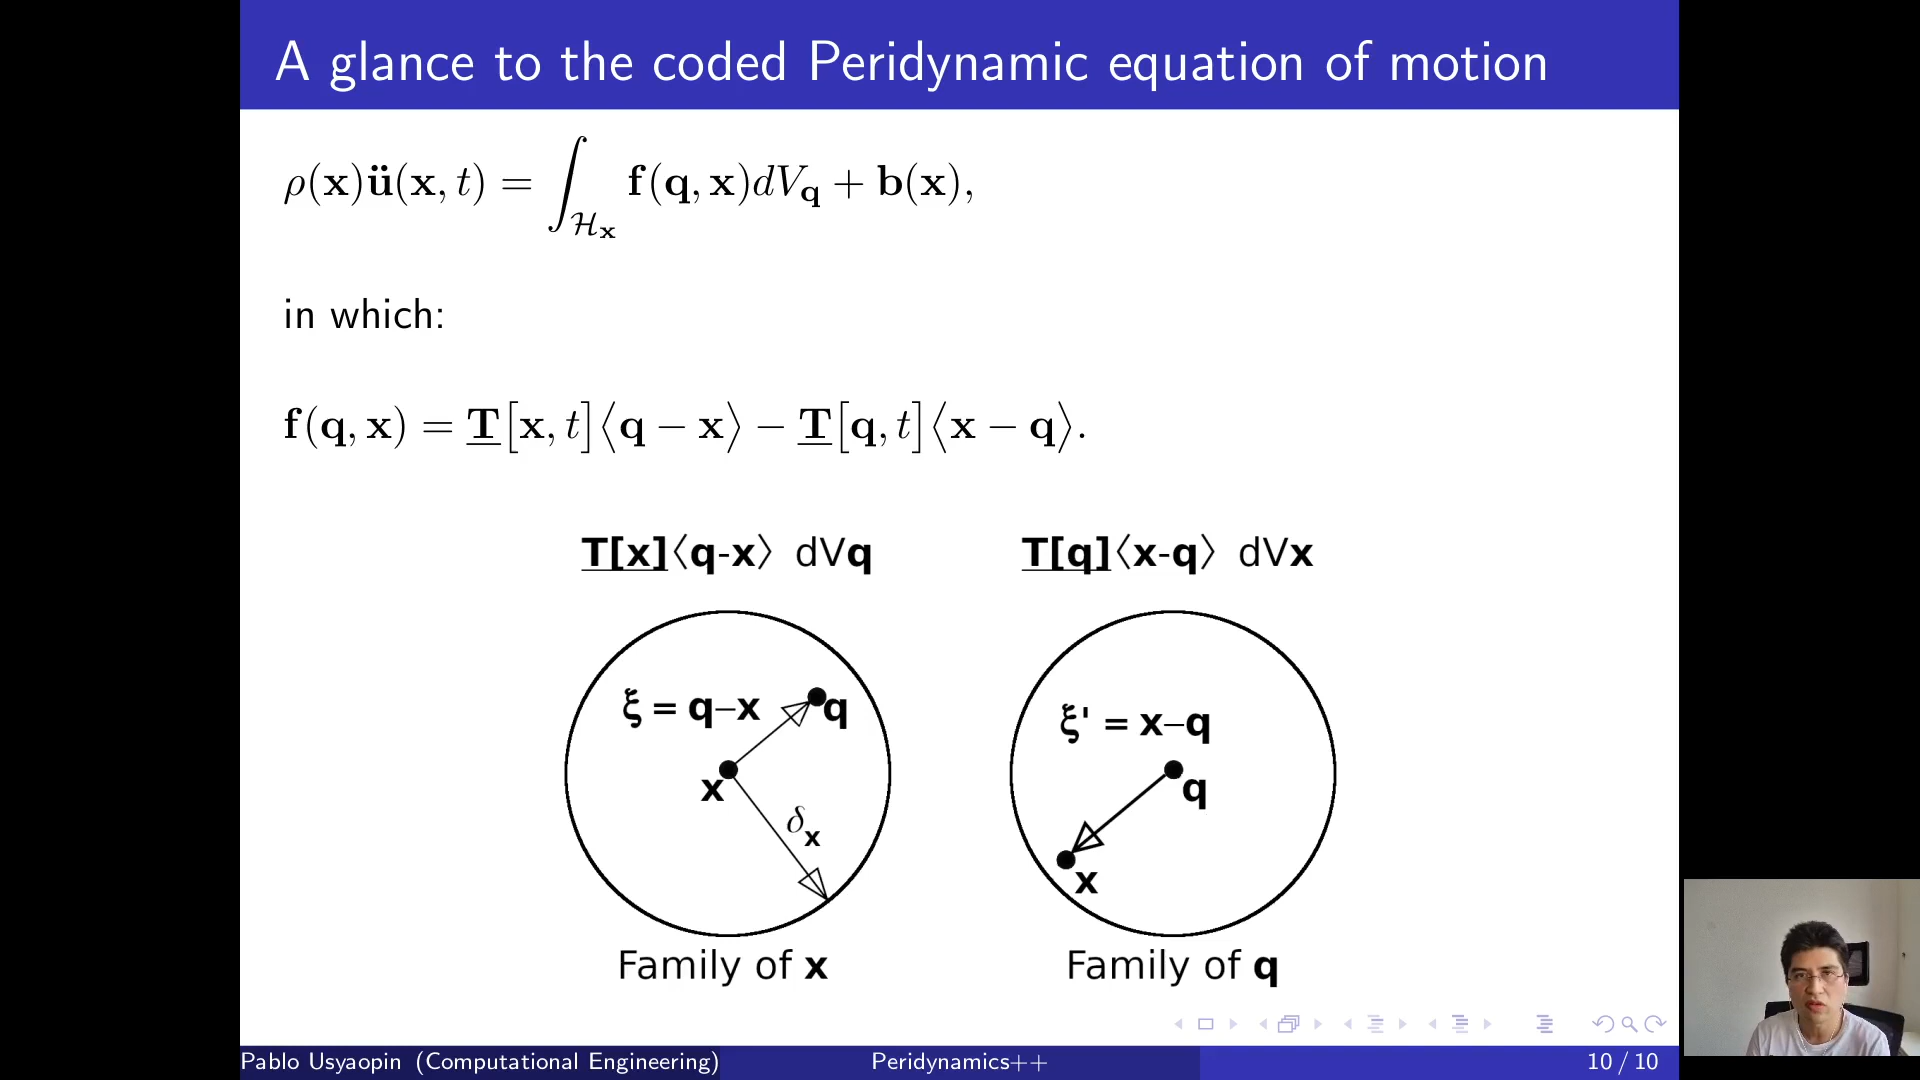 A glance to the coded Peridynamic equation of motion
ρ(𝐱)𝐮̈(𝐱, t) = ∫_{ℋ_𝐱} 𝐟(𝐪, 𝐱)dV_𝐪 + 𝐛(𝐱),
in which:
𝐟(𝐪, 𝐱) = 𝐓̲[𝐱, t]⟨𝐪 − 𝐱⟩ − 𝐓̲[𝐪, t]⟨𝐱 − 𝐪⟩.
T[x]⟨q-x⟩ dVq
T[q]⟨x-q⟩ dVx
ξ = q–x
q
x
δx
ξ' = x–q
q
x
Family of x
Family of q
Pablo Usyaopin (Computational Engineering)
Peridynamics++
10 / 10